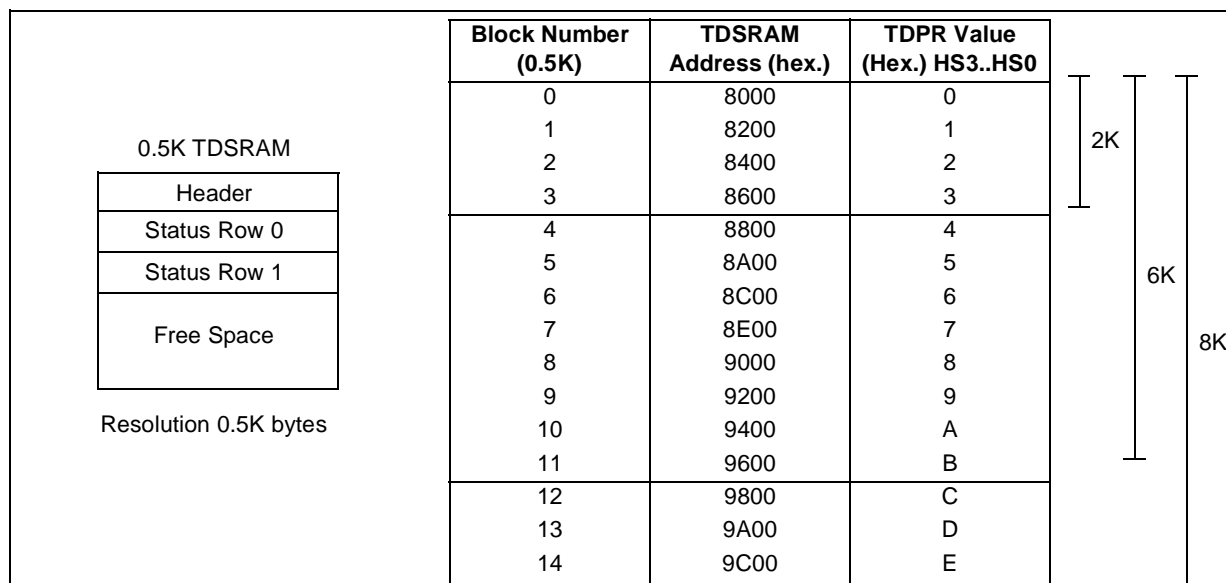 0.5K TDSRAM
Header
Status Row 0
Status Row 1
Free Space
Resolution 0.5K bytes
Block Number (0.5K) TDSRAM Address (hex.) TDPR Value (Hex.) HS3..HS0
0 8000 0
1 8200 1
2 8400 2
3 8600 3
4 8800 4
5 8A00 5
6 8C00 6
7 8E00 7
8 9000 8
9 9200 9
10 9400 A
11 9600 B
12 9800 C
13 9A00 D
14 9C00 E
2K
6K
8K